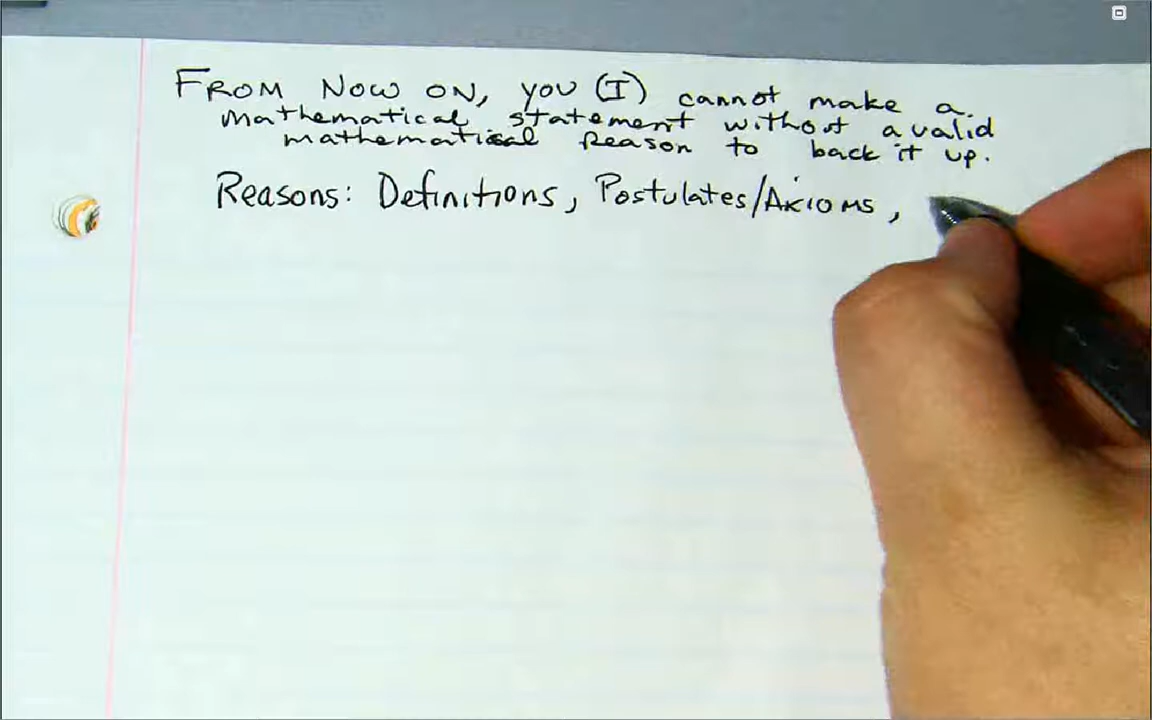 FROM NOW ON, YOU (I) cannot make a
mathematical statement without a valid
mathematical Reason to back it up.
Reasons: Definitions, Postulates/Axioms,